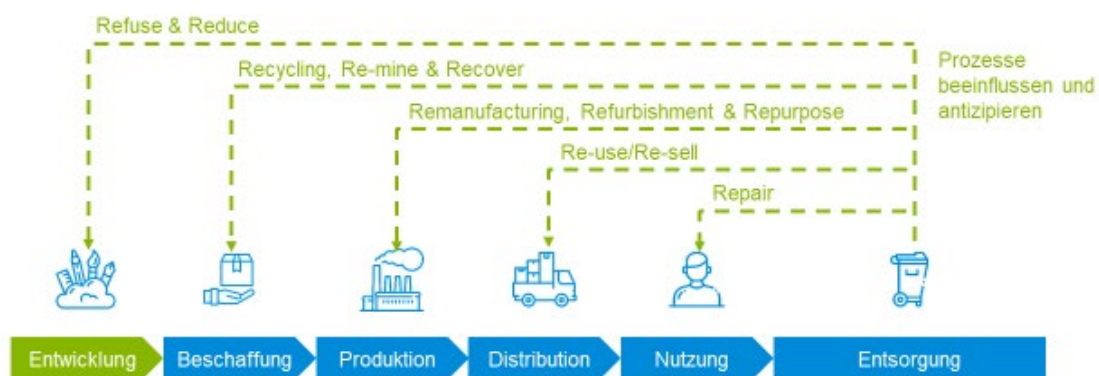 Refuse & Reduce
Recycling, Re-mine & Recover
Remanufacturing, Refurbishment & Repurpose
Re-use/Re-sell
Repair
Prozesse
beeinflussen und
antizipieren
Entwicklung
Beschaffung
Produktion
Distribution
Nutzung
Entsorgung